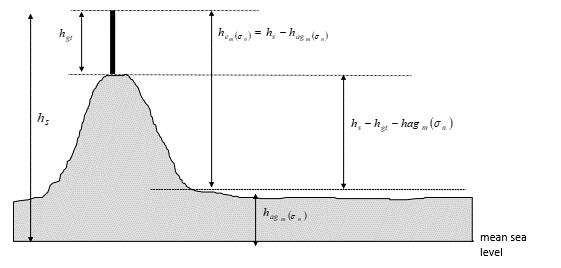 h_gt
h_{e_m(σ_n)} = h_s − h_{ag_m(σ_n)}
h_s
h_s − h_gt − hag_m(σ_n)
h_{ag_m(σ_n)}
mean sea
level